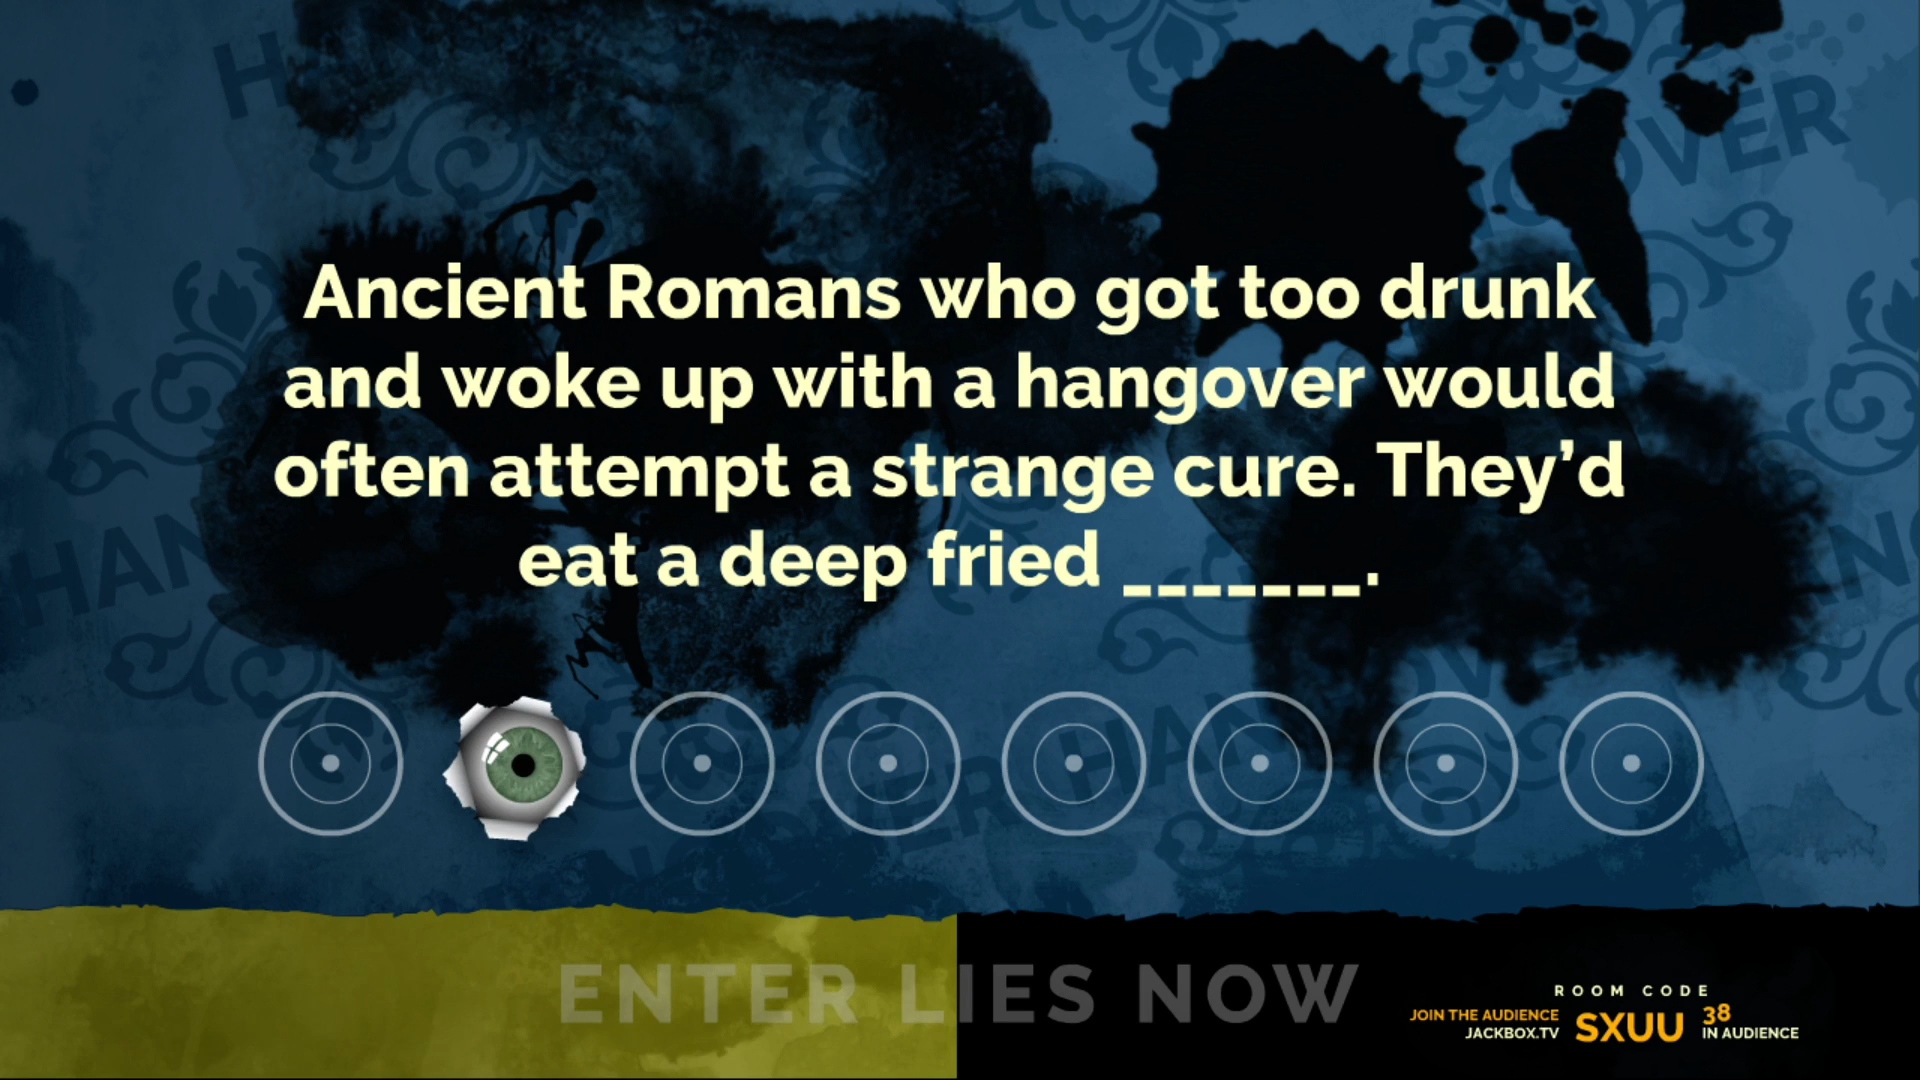 Ancient Romans who got too drunk
and woke up with a hangover would
often attempt a strange cure. They’d
eat a deep fried _______.
ENTER LIES NOW
ROOM CODE
JOIN THE AUDIENCE
JACKBOX.TV
SXUU
38
IN AUDIENCE